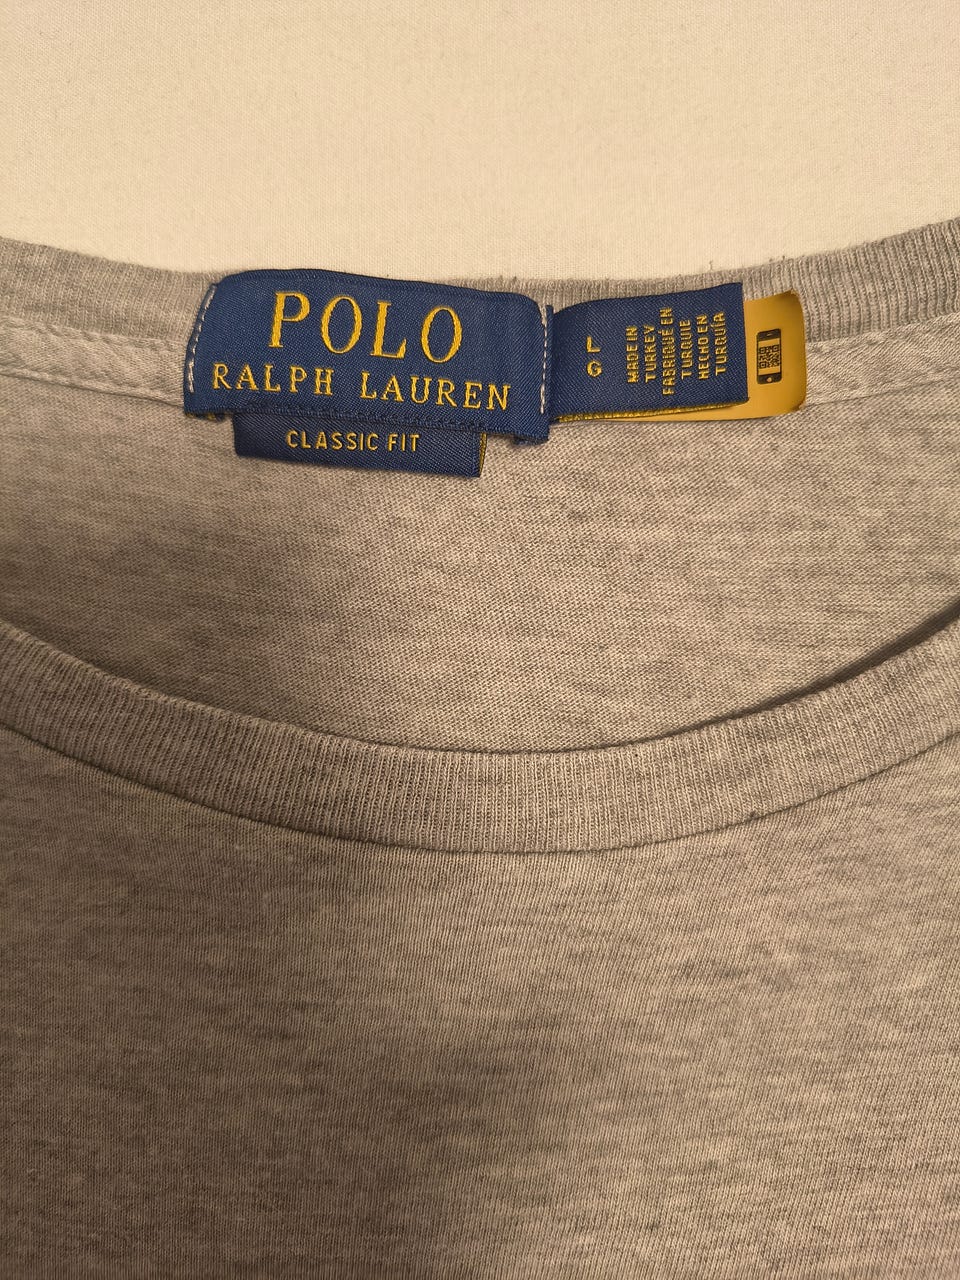 POLO
RALPH LAUREN
CLASSIC FIT
L
G
MADE IN
TURKEY
FABRIQUÉ EN
TURQUIE
HECHO EN
TURQUÍA